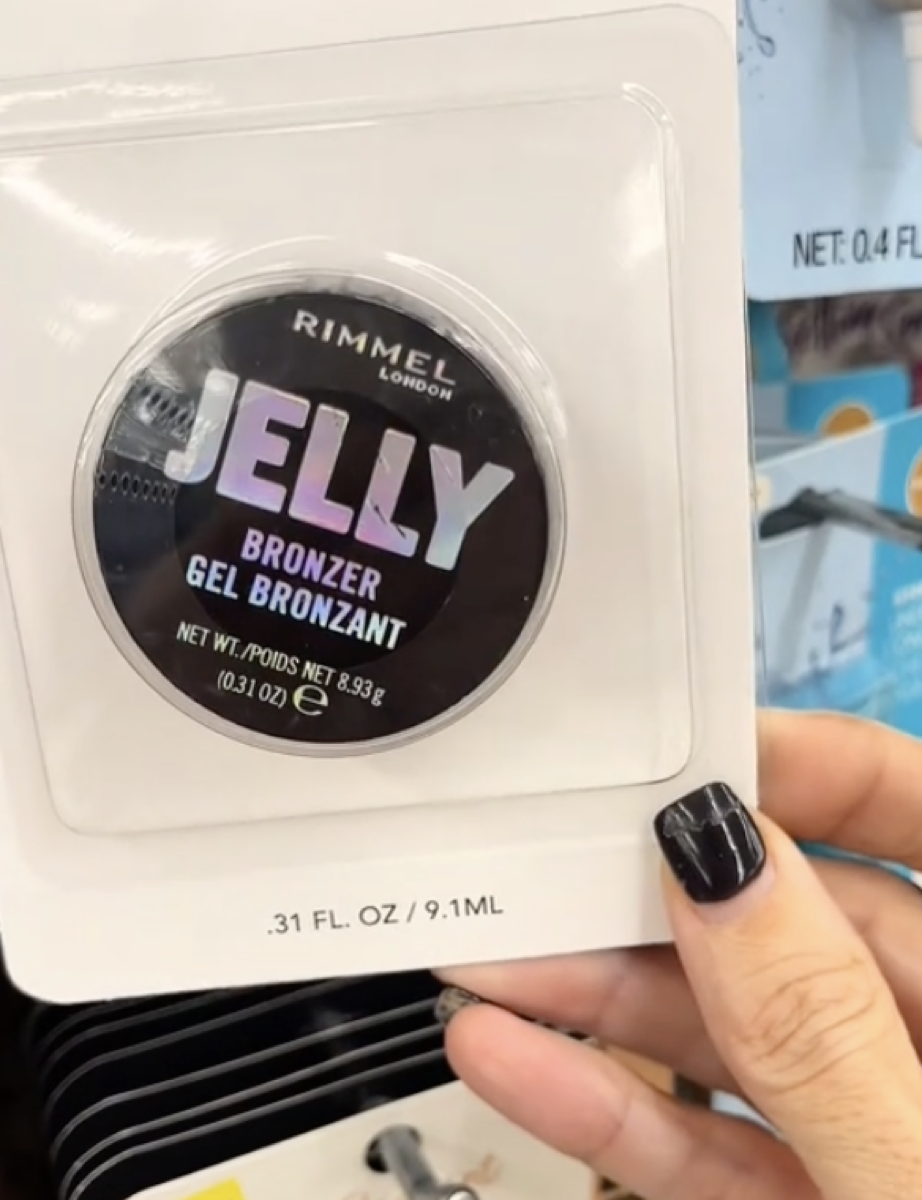 NET: 0.4 FL
RIMMEL
LONDON
JELLY
BRONZER
GEL BRONZANT
NET WT./POIDS NET 8.93g
(0.31 OZ) ℮
.31 FL. OZ / 9.1ML